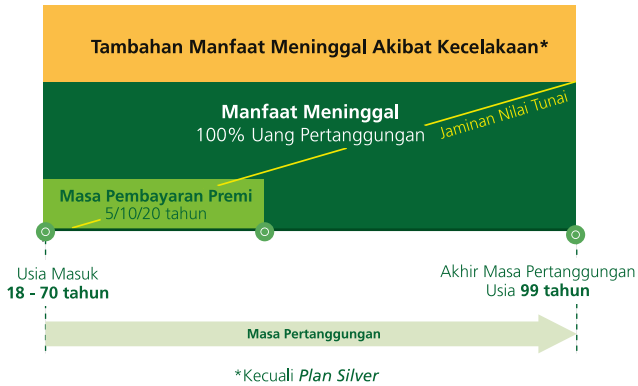 Tambahan Manfaat Meninggal Akibat Kecelakaan*
Manfaat Meninggal
100% Uang Pertanggungan
Jaminan Nilai Tunai
Masa Pembayaran Premi
5/10/20 tahun
Usia Masuk
18 - 70 tahun
Akhir Masa Pertanggungan
Usia 99 tahun
Masa Pertanggungan
*Kecuali Plan Silver